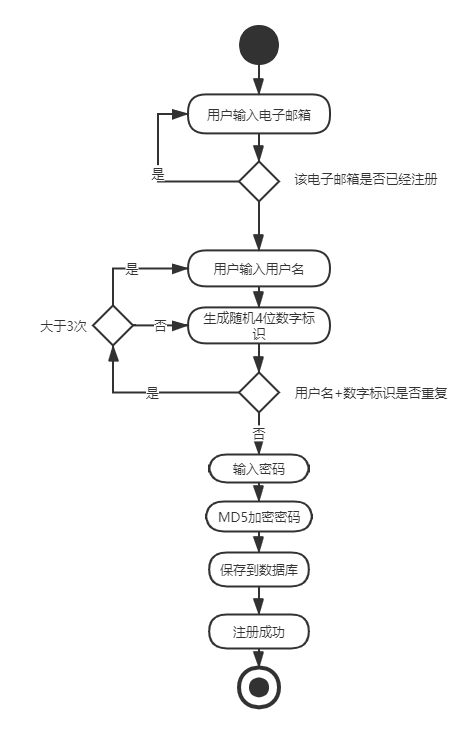 用户输入电子邮箱
是
该电子邮箱是否已经注册
是
用户输入用户名
大于3次
否
生成随机4位数字标
识
是
用户名+数字标识是否重复
否
输入密码
MD5加密密码
保存到数据库
注册成功